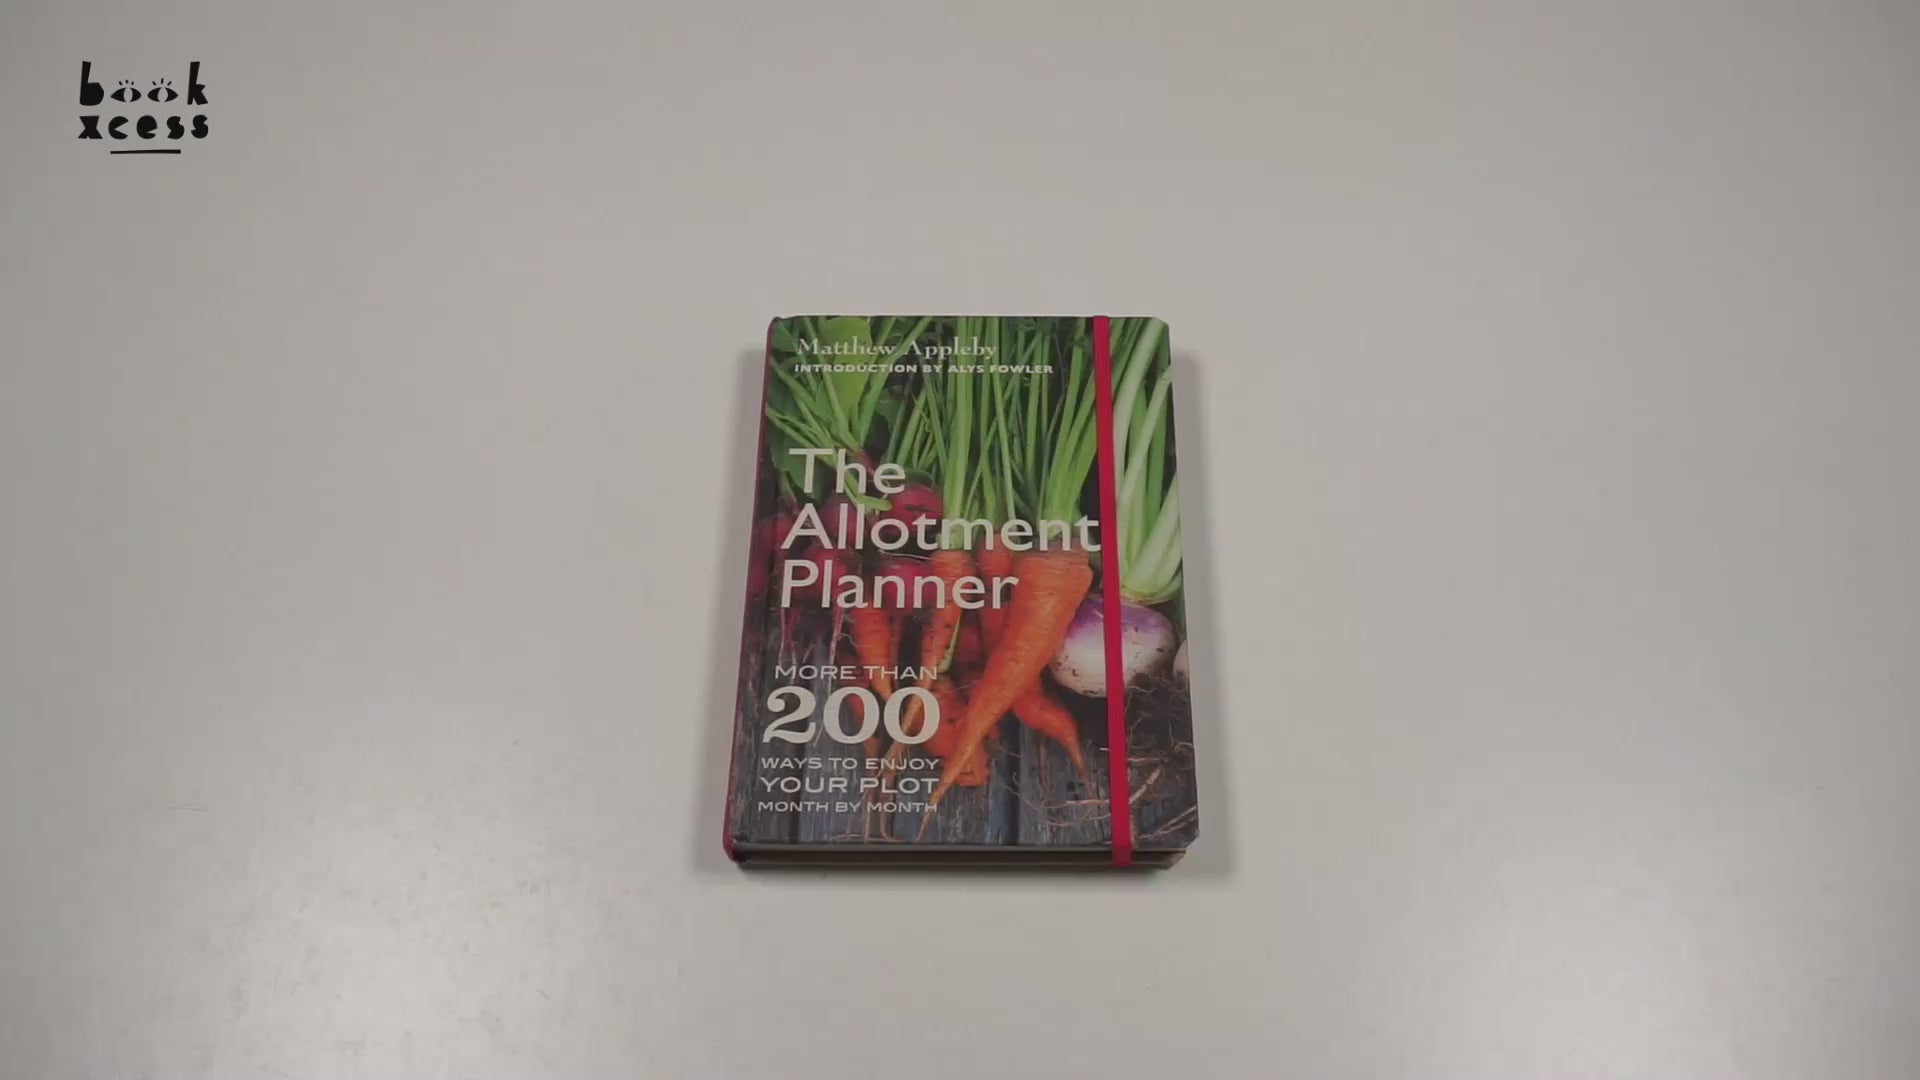 book
xcess
Matthew Appleby
INTRODUCTION BY ALYS FOWLER
The
Allotment
Planner
MORE THAN
200
WAYS TO ENJOY
YOUR PLOT
MONTH BY MONTH